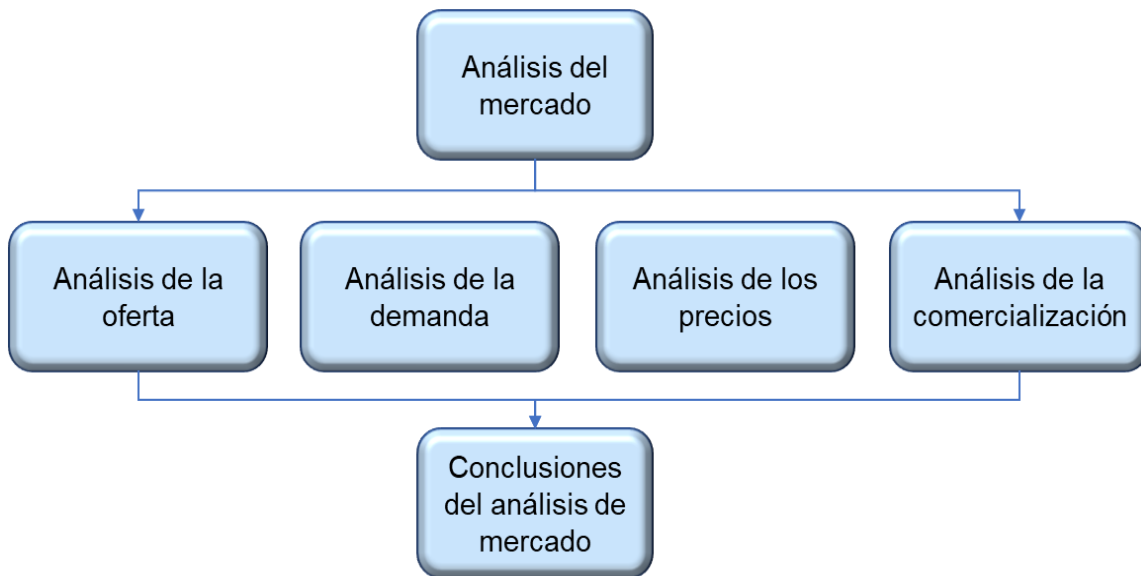 Análisis del
mercado
Análisis de la
oferta
Análisis de la
demanda
Análisis de los
precios
Análisis de la
comercialización
Conclusiones
del análisis de
mercado